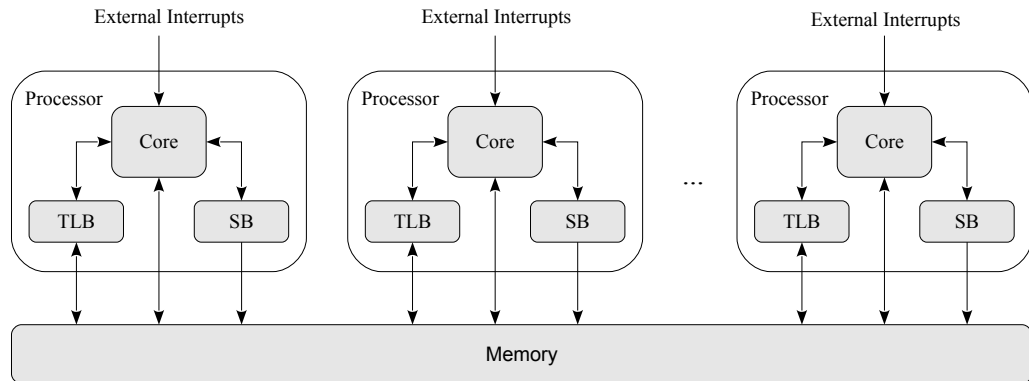 External Interrupts
External Interrupts
External Interrupts
Processor
Processor
Processor
Core
Core
Core
...
TLB
SB
TLB
SB
TLB
SB
Memory